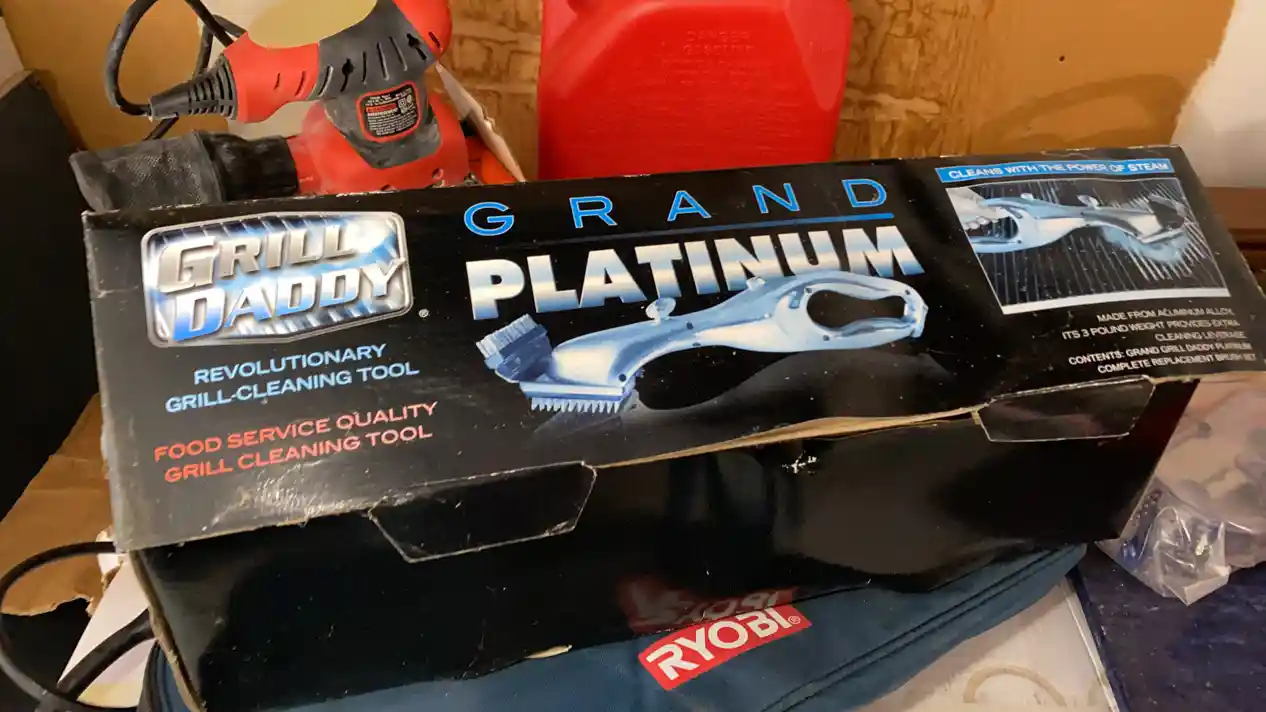 DANGER
GASOLINE
GRILL
DADDY
®
REVOLUTIONARY
GRILL-CLEANING TOOL
FOOD SERVICE QUALITY
GRILL CLEANING TOOL
GRAND
PLATINUM
CLEANS WITH THE POWER OF STEAM
MADE FROM ALUMINUM ALLOY,
ITS 3 POUND WEIGHT PROVIDES EXTRA
CLEANING LEVERAGE
CONTENTS: GRAND GRILL DADDY PLATINUM
COMPLETE REPLACEMENT BRUSH SET
RYOBI®